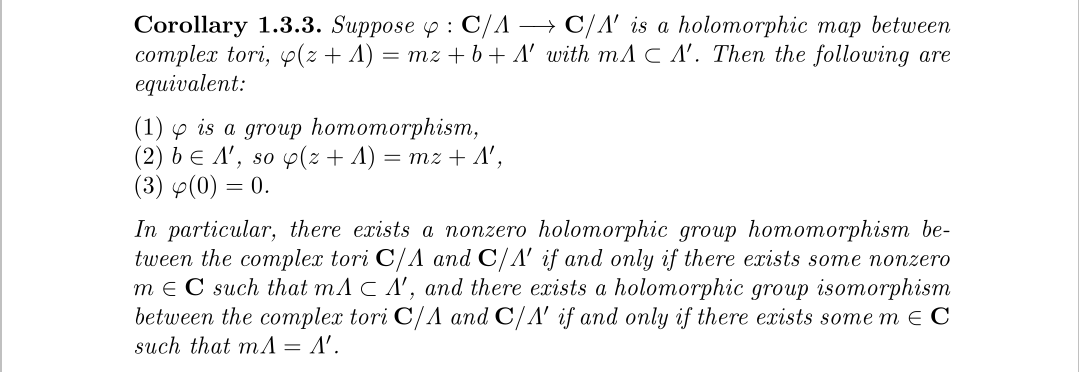 Corollary 1.3.3. Suppose φ : C/Λ ⟶ C/Λ′ is a holomorphic map between
complex tori, φ(z + Λ) = mz + b + Λ′ with mΛ ⊂ Λ′. Then the following are
equivalent:
(1) φ is a group homomorphism,
(2) b ∈ Λ′, so φ(z + Λ) = mz + Λ′,
(3) φ(0) = 0.
In particular, there exists a nonzero holomorphic group homomorphism be-
tween the complex tori C/Λ and C/Λ′ if and only if there exists some nonzero
m ∈ C such that mΛ ⊂ Λ′, and there exists a holomorphic group isomorphism
between the complex tori C/Λ and C/Λ′ if and only if there exists some m ∈ C
such that mΛ = Λ′.